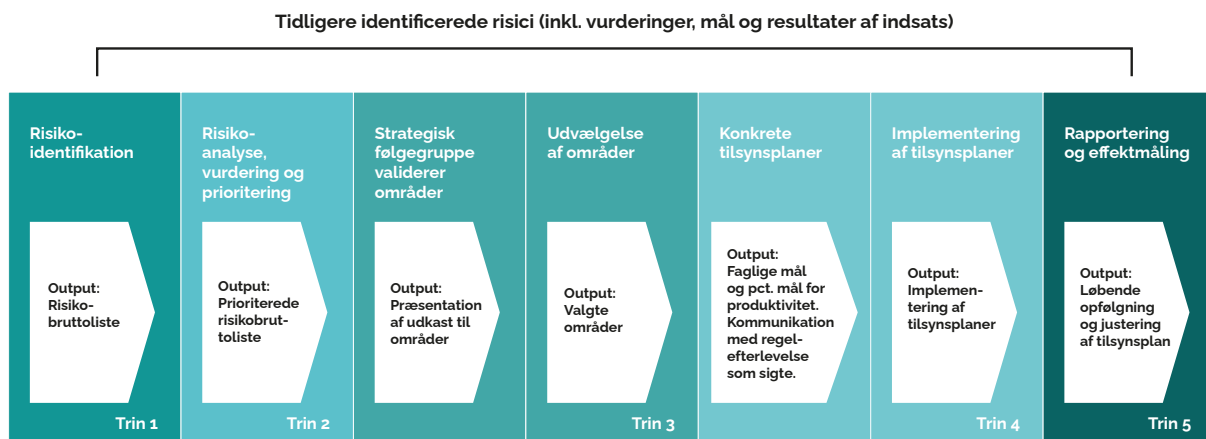 Tidligere identificerede risici (inkl. vurderinger, mål og resultater af indsats)
Risiko-
identifikation
Output:
Risiko-
bruttoliste
Trin 1
Risiko-
analyse,
vurdering og
prioritering
Output:
Prioriterede
risikobrut-
toliste
Trin 2
Strategisk
følgegruppe
validerer
områder
Output:
Præsentation
af udkast til
områder
Udvælgelse
af områder
Output:
Valgte
områder
Trin 3
Konkrete
tilsynsplaner
Output:
Faglige mål
og pct. mål for
produktivitet.
Kommunikation
med regel-
efterlevelse
som sigte.
Implementering
af tilsynsplaner
Output:
Implemen-
tering af
tilsynsplaner
Trin 4
Rapportering
og effektmåling
Output:
Løbende
opfølgning
og justering
af tilsynsplan
Trin 5